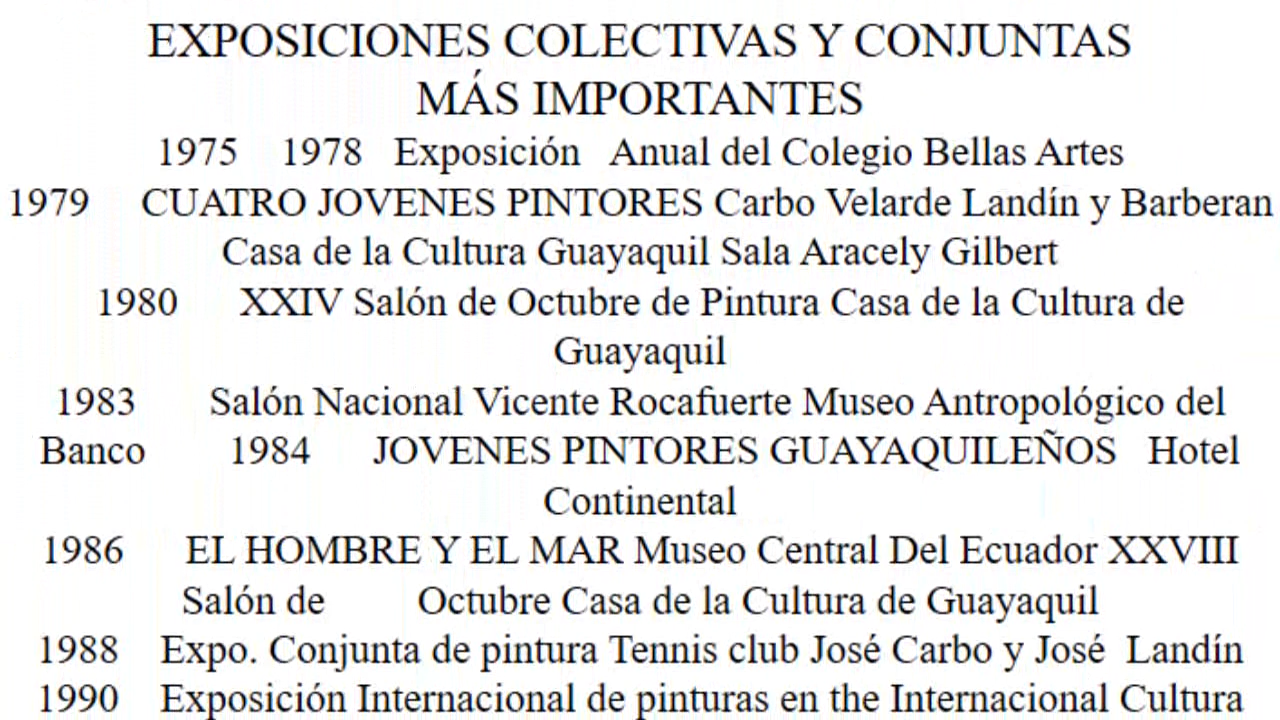 EXPOSICIONES COLECTIVAS Y CONJUNTAS
MÁS IMPORTANTES
1975 1978 Exposición Anual del Colegio Bellas Artes
1979 CUATRO JOVENES PINTORES Carbo Velarde Landín y Barberan
Casa de la Cultura Guayaquil Sala Aracely Gilbert
1980 XXIV Salón de Octubre de Pintura Casa de la Cultura de
Guayaquil
1983 Salón Nacional Vicente Rocafuerte Museo Antropológico del
Banco 1984 JOVENES PINTORES GUAYAQUILEÑOS Hotel
Continental
1986 EL HOMBRE Y EL MAR Museo Central Del Ecuador XXVIII
Salón de Octubre Casa de la Cultura de Guayaquil
1988 Expo. Conjunta de pintura Tennis club José Carbo y José Landín
1990 Exposición Internacional de pinturas en the Internacional Cultura